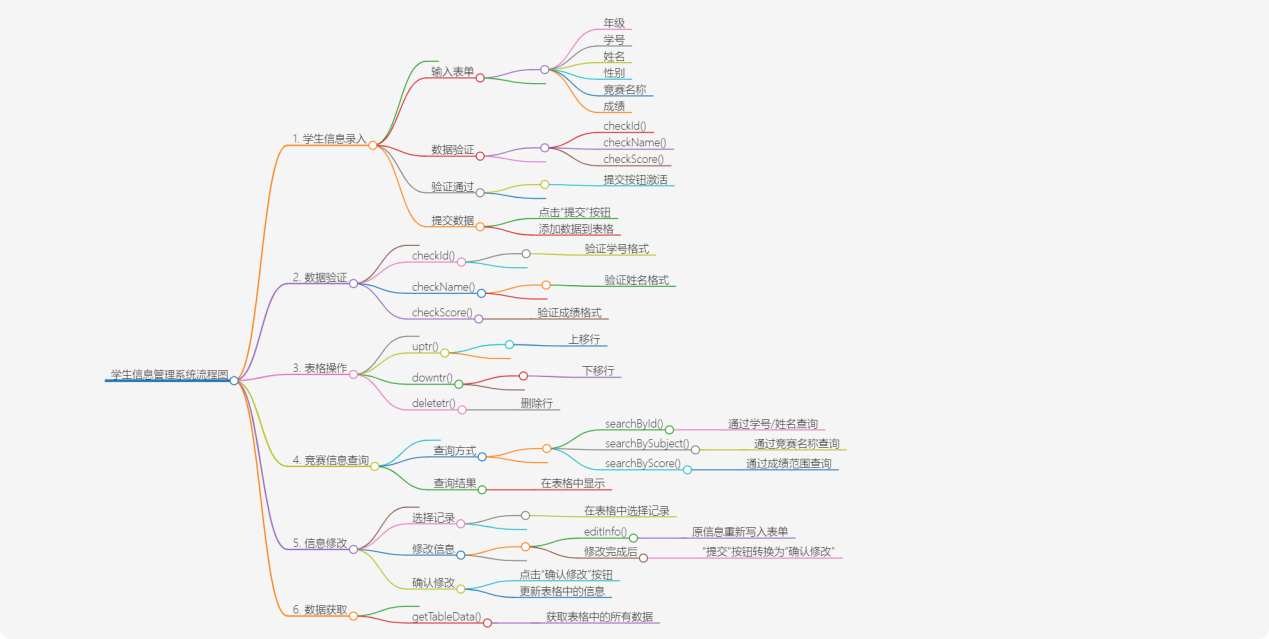 学生信息管理系统流程图
1. 学生信息录入
输入表单
年级
学号
姓名
性别
竞赛名称
成绩
数据验证
checkId()
checkName()
checkScore()
验证通过
提交按钮激活
提交数据
点击"提交"按钮
添加数据到表格
2. 数据验证
checkId()
验证学号格式
checkName()
验证姓名格式
checkScore()
验证成绩格式
3. 表格操作
uptr()
上移行
downtr()
下移行
deletetr()
删除行
4. 竞赛信息查询
查询方式
searchById()
通过学号/姓名查询
searchBySubject()
通过竞赛名称查询
searchByScore()
通过成绩范围查询
查询结果
在表格中显示
5. 信息修改
选择记录
在表格中选择记录
修改信息
editInfo()
原信息重新写入表单
修改完成后
"提交"按钮转换为"确认修改"
确认修改
点击"确认修改"按钮
更新表格中的信息
6. 数据获取
getTableData()
获取表格中的所有数据